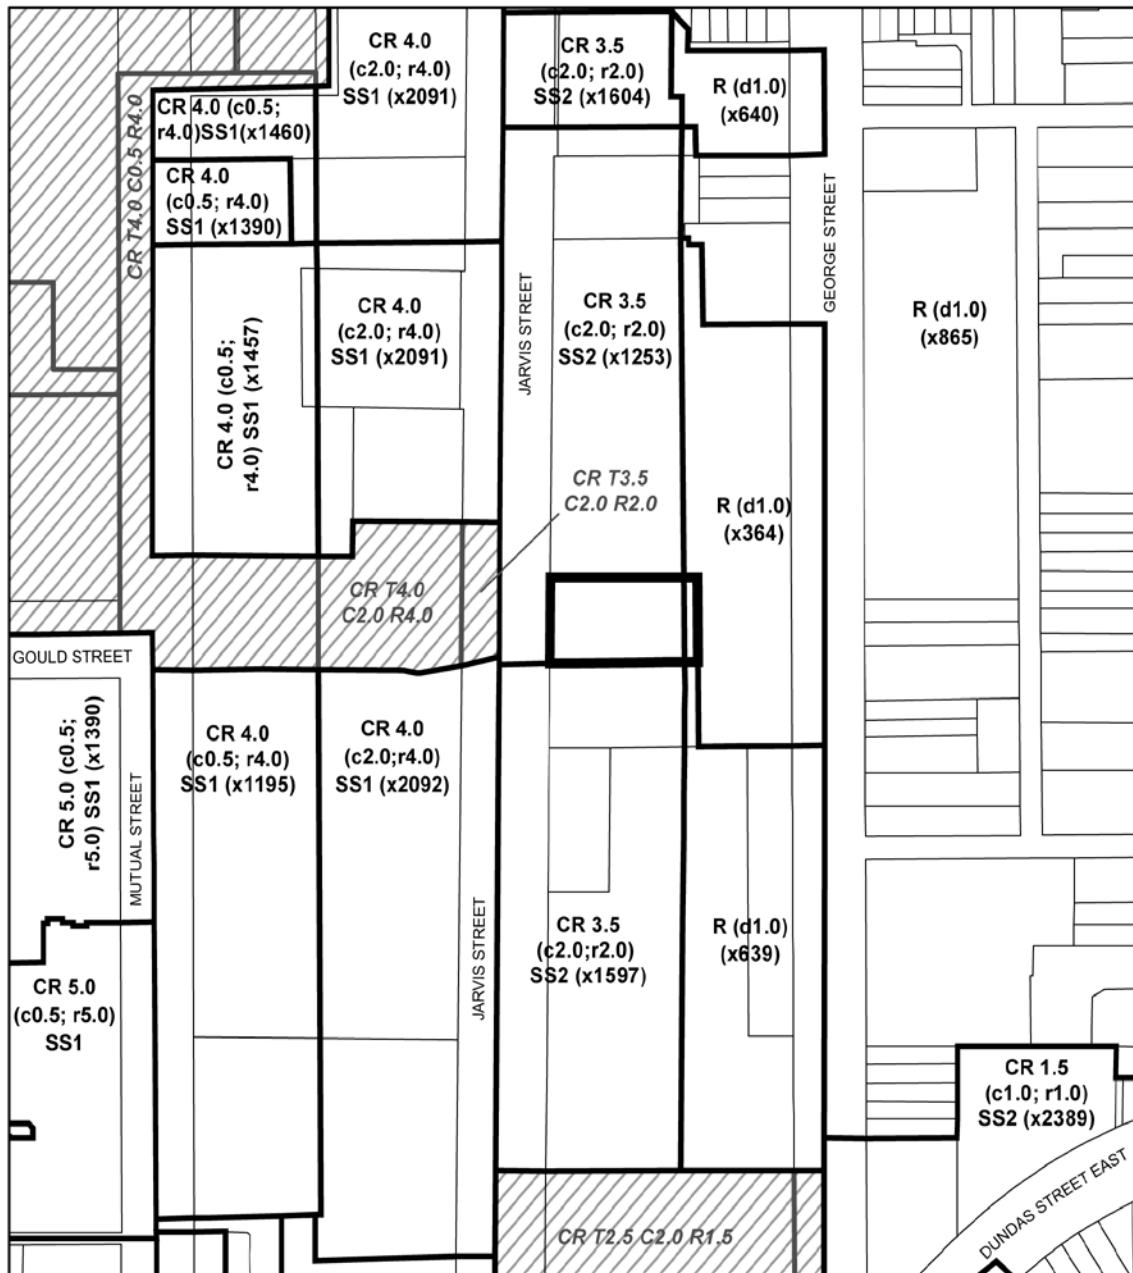 CR 4.0
(c2.0; r4.0)
SS1 (x2091)
CR 3.5
(c2.0; r2.0)
SS2 (x1604)
R (d1.0)
(x640)
CR T4.0 C0.5 R4.0
CR 4.0 (c0.5;
r4.0)SS1(x1460)
CR 4.0
(c0.5; r4.0)
SS1 (x1390)
GEORGE STREET
CR 4.0 (c0.5;
r4.0) SS1 (x1457)
CR 4.0
(c2.0; r4.0)
SS1 (x2091)
JARVIS STREET
CR 3.5
(c2.0; r2.0)
SS2 (x1253)
R (d1.0)
(x865)
CR T3.5
C2.0 R2.0
R (d1.0)
(x364)
CR T4.0
C2.0 R4.0
GOULD STREET
CR 5.0 (c0.5;
r5.0) SS1 (x1390)
MUTUAL STREET
CR 4.0
(c0.5; r4.0)
SS1 (x1195)
CR 4.0
(c2.0;r4.0)
SS1 (x2092)
JARVIS STREET
CR 3.5
(c2.0;r2.0)
SS2 (x1597)
R (d1.0)
(x639)
CR 5.0
(c0.5; r5.0)
SS1
CR 1.5
(c1.0; r1.0)
SS2 (x2389)
DUNDAS STREET EAST
CR T2.5 C2.0 R1.5